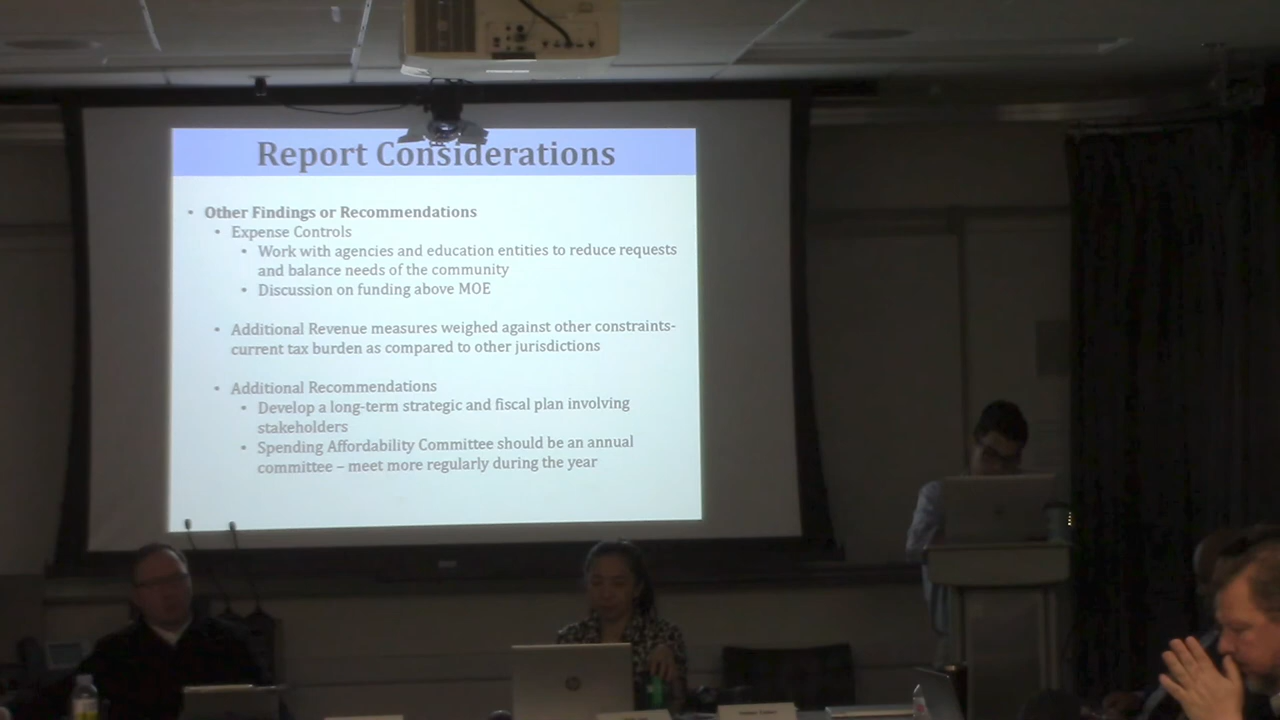 Report Considerations
• Other Findings or Recommendations
• Expense Controls
• Work with agencies and education entities to reduce requests
and balance needs of the community
• Discussion on funding above MOE
• Additional Revenue measures weighed against other constraints-
current tax burden as compared to other jurisdictions
• Additional Recommendations
• Develop a long-term strategic and fiscal plan involving
stakeholders
• Spending Affordability Committee should be an annual
committee – meet more regularly during the year
hp